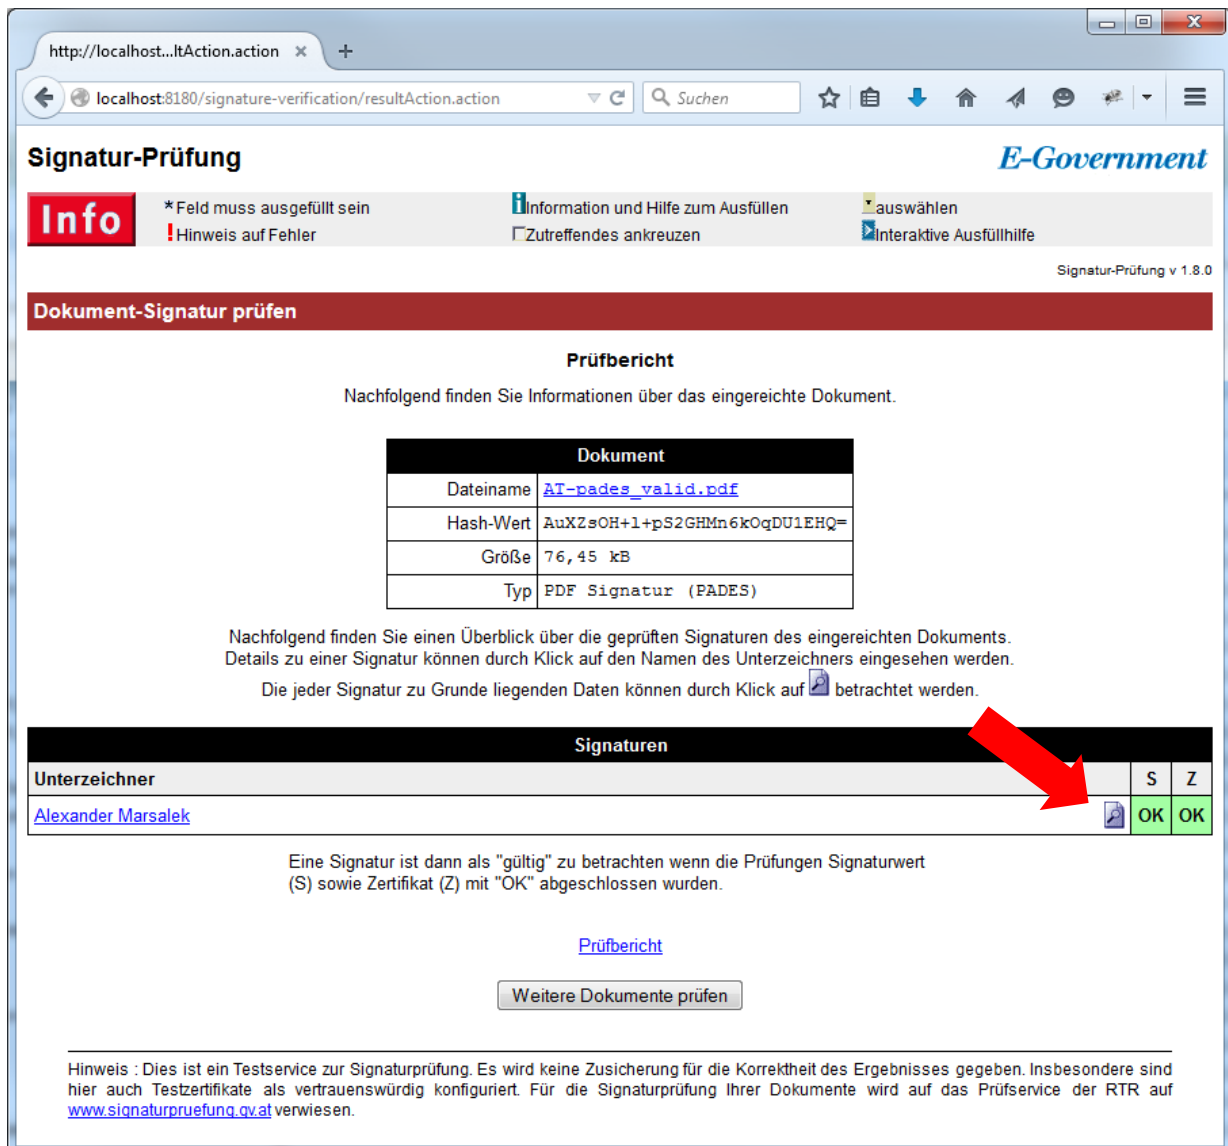 http://localhost...ltAction.action
localhost:8180/signature-verification/resultAction.action
Suchen
Signatur-Prüfung
E-Government
Info
*Feld muss ausgefüllt sein
Information und Hilfe zum Ausfüllen
auswählen
!Hinweis auf Fehler
Zutreffendes ankreuzen
Interaktive Ausfüllhilfe
Signatur-Prüfung v 1.8.0
Dokument-Signatur prüfen
Prüfbericht
Nachfolgend finden Sie Informationen über das eingereichte Dokument.
Dokument
Dateiname AT-pades_valid.pdf
Hash-Wert AuXZsOH+l+pS2GHMn6kOqDU1EHQ=
Größe 76,45 kB
Typ PDF Signatur (PADES)
Nachfolgend finden Sie einen Überblick über die geprüften Signaturen des eingereichten Dokuments.
Details zu einer Signatur können durch Klick auf den Namen des Unterzeichners eingesehen werden.
Die jeder Signatur zu Grunde liegenden Daten können durch Klick auf betrachtet werden.
Signaturen
Unterzeichner S Z
Alexander Marsalek OK OK
Eine Signatur ist dann als "gültig" zu betrachten wenn die Prüfungen Signaturwert
(S) sowie Zertifikat (Z) mit "OK" abgeschlossen wurden.
Prüfbericht
Weitere Dokumente prüfen
Hinweis : Dies ist ein Testservice zur Signaturprüfung. Es wird keine Zusicherung für die Korrektheit des Ergebnisses gegeben. Insbesondere sind
hier auch Testzertifikate als vertrauenswürdig konfiguriert. Für die Signaturprüfung Ihrer Dokumente wird auf das Prüfservice der RTR auf
www.signaturpruefung.gv.at verwiesen.